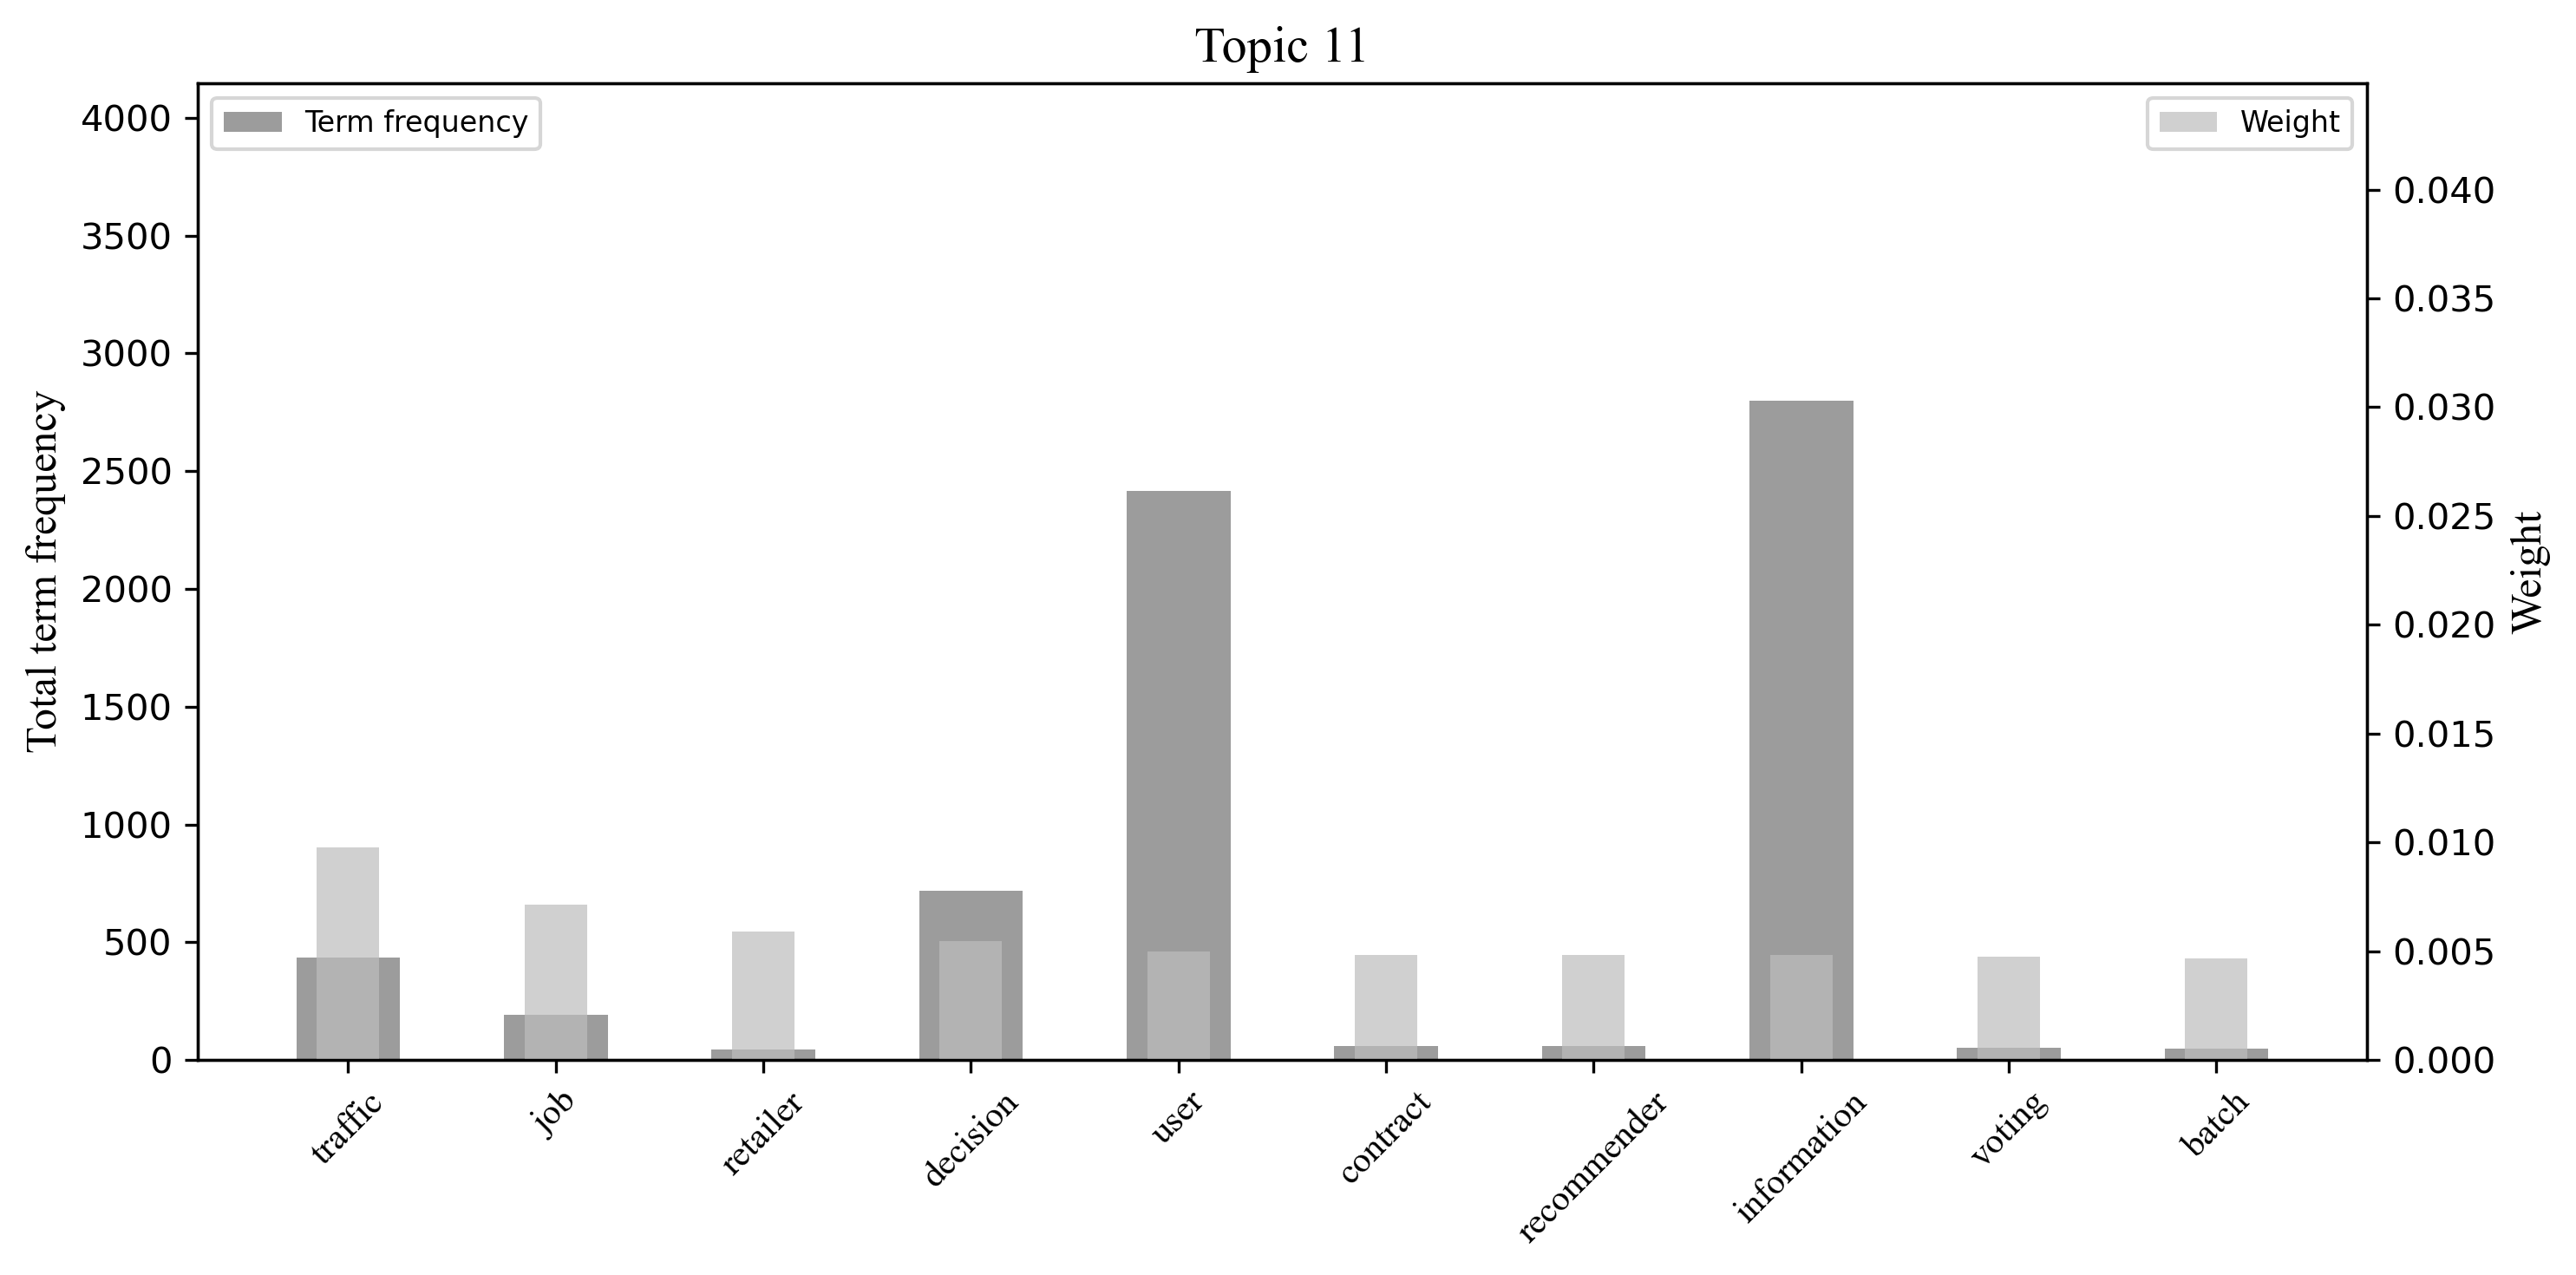 Topic 11
Term frequency
Weight
4000
3500
3000
2500
2000
1500
1000
500
0
Total term frequency
0.040
0.035
0.030
0.025
0.020
0.015
0.010
0.005
0.000
Weight
traffic
job
retailer
decision
user
contract
recommender
information
voting
batch